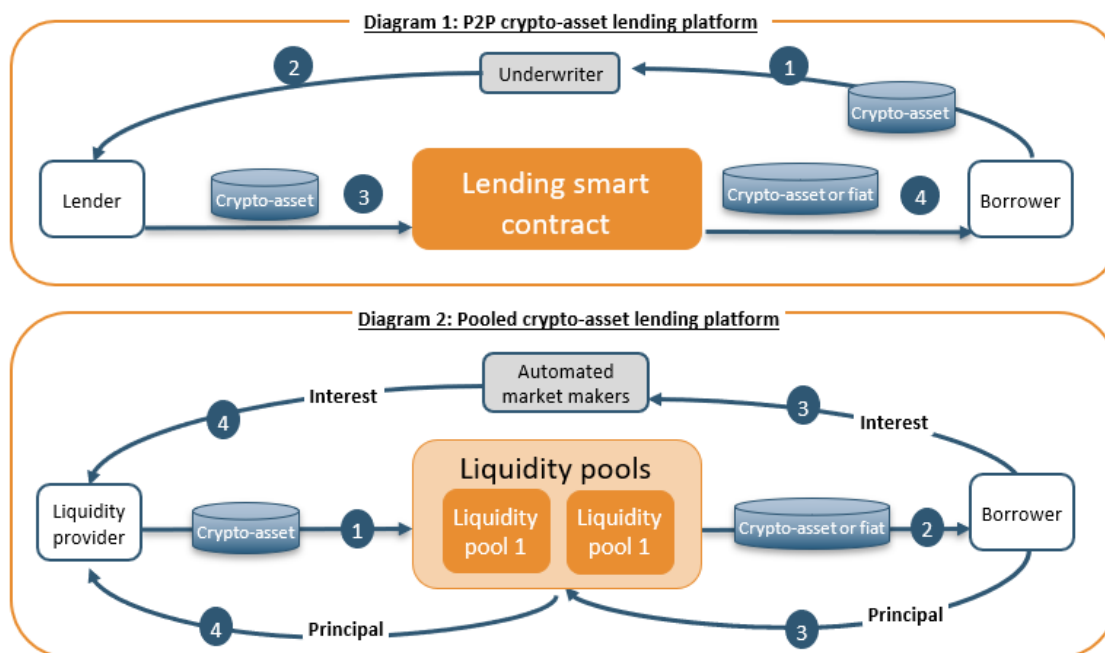 Diagram 1: P2P crypto-asset lending platform
2
Underwriter
1
Crypto-asset
Lender
Crypto-asset
3
Lending smart
contract
Crypto-asset or fiat
4
Borrower
Diagram 2: Pooled crypto-asset lending platform
Automated
market makers
Interest
4
3
Interest
Liquidity pools
Liquidity
provider
Crypto-asset
1
Liquidity
pool 1
Liquidity
pool 1
Crypto-asset or fiat
2
Borrower
4
Principal
3
Principal